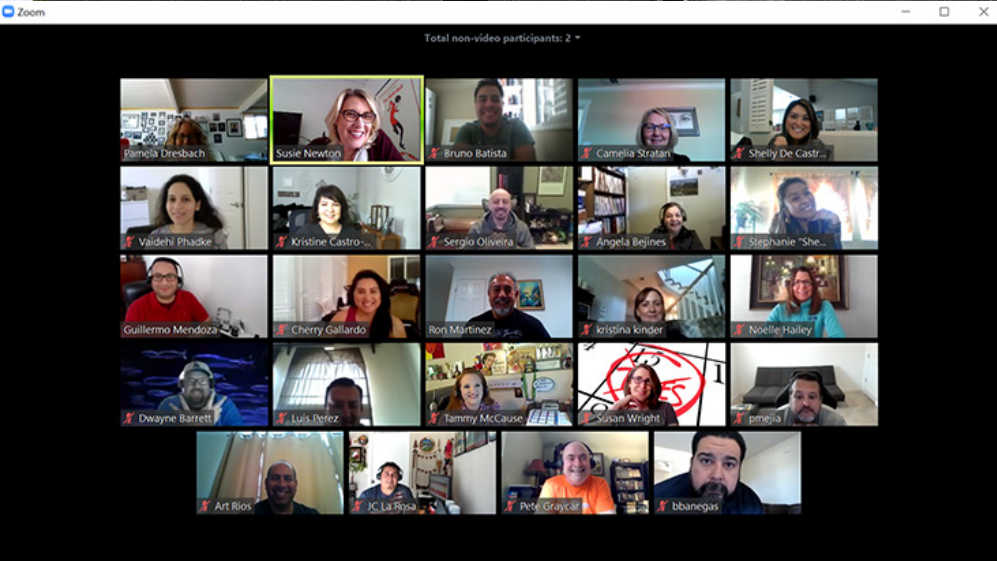 Zoom
Total non-video participants: 2
Pamela Dresbach
Susie Newton
Bruno Batista
Camelia Stratan
Shelly De Castr...
Vaidehi Phadke
Kristine Castro-...
Sergio Oliveira
Angela Bejines
Stephanie "She...
Guillermo Mendoza
Cherry Gallardo
Ron Martinez
kristina kinder
Noelle Hailey
Dwayne Barrett
Luis Perez
Tammy McCause
Susan Wright
pmejia
Art Rios
JC La Rosa
Pete Graycar
bbanegas